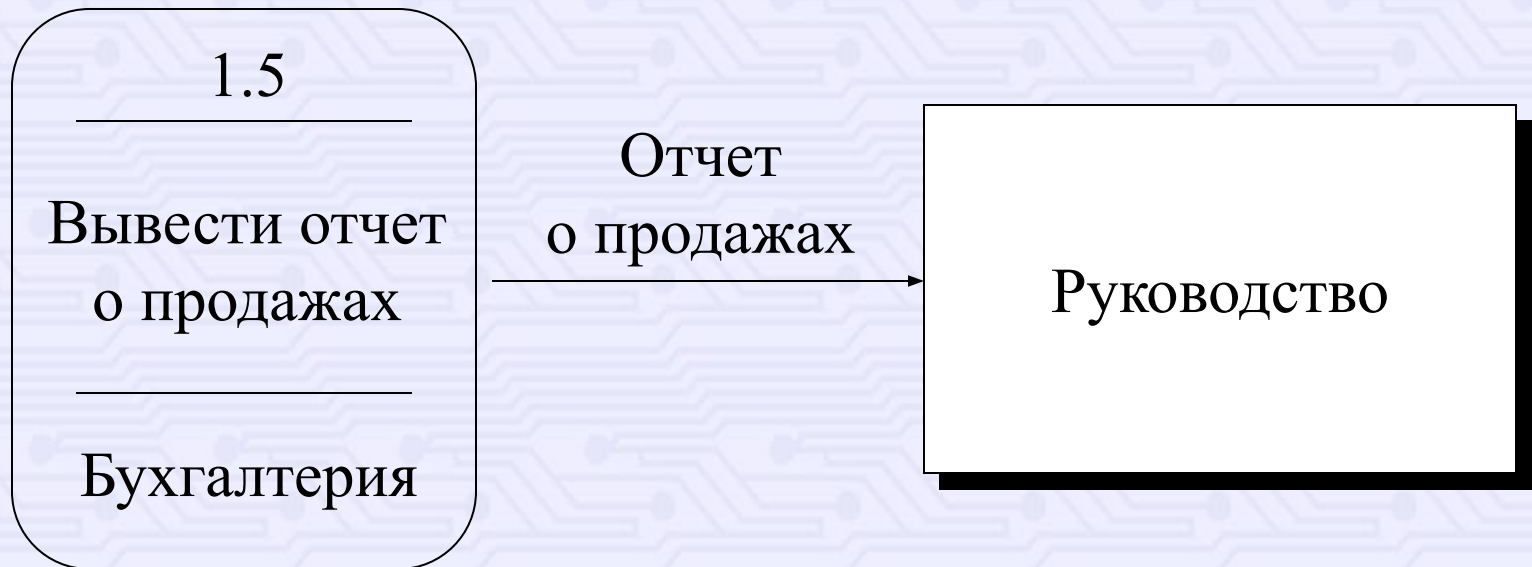 1.5
Вывести отчет
о продажах
Бухгалтерия
Отчет
о продажах
Руководство